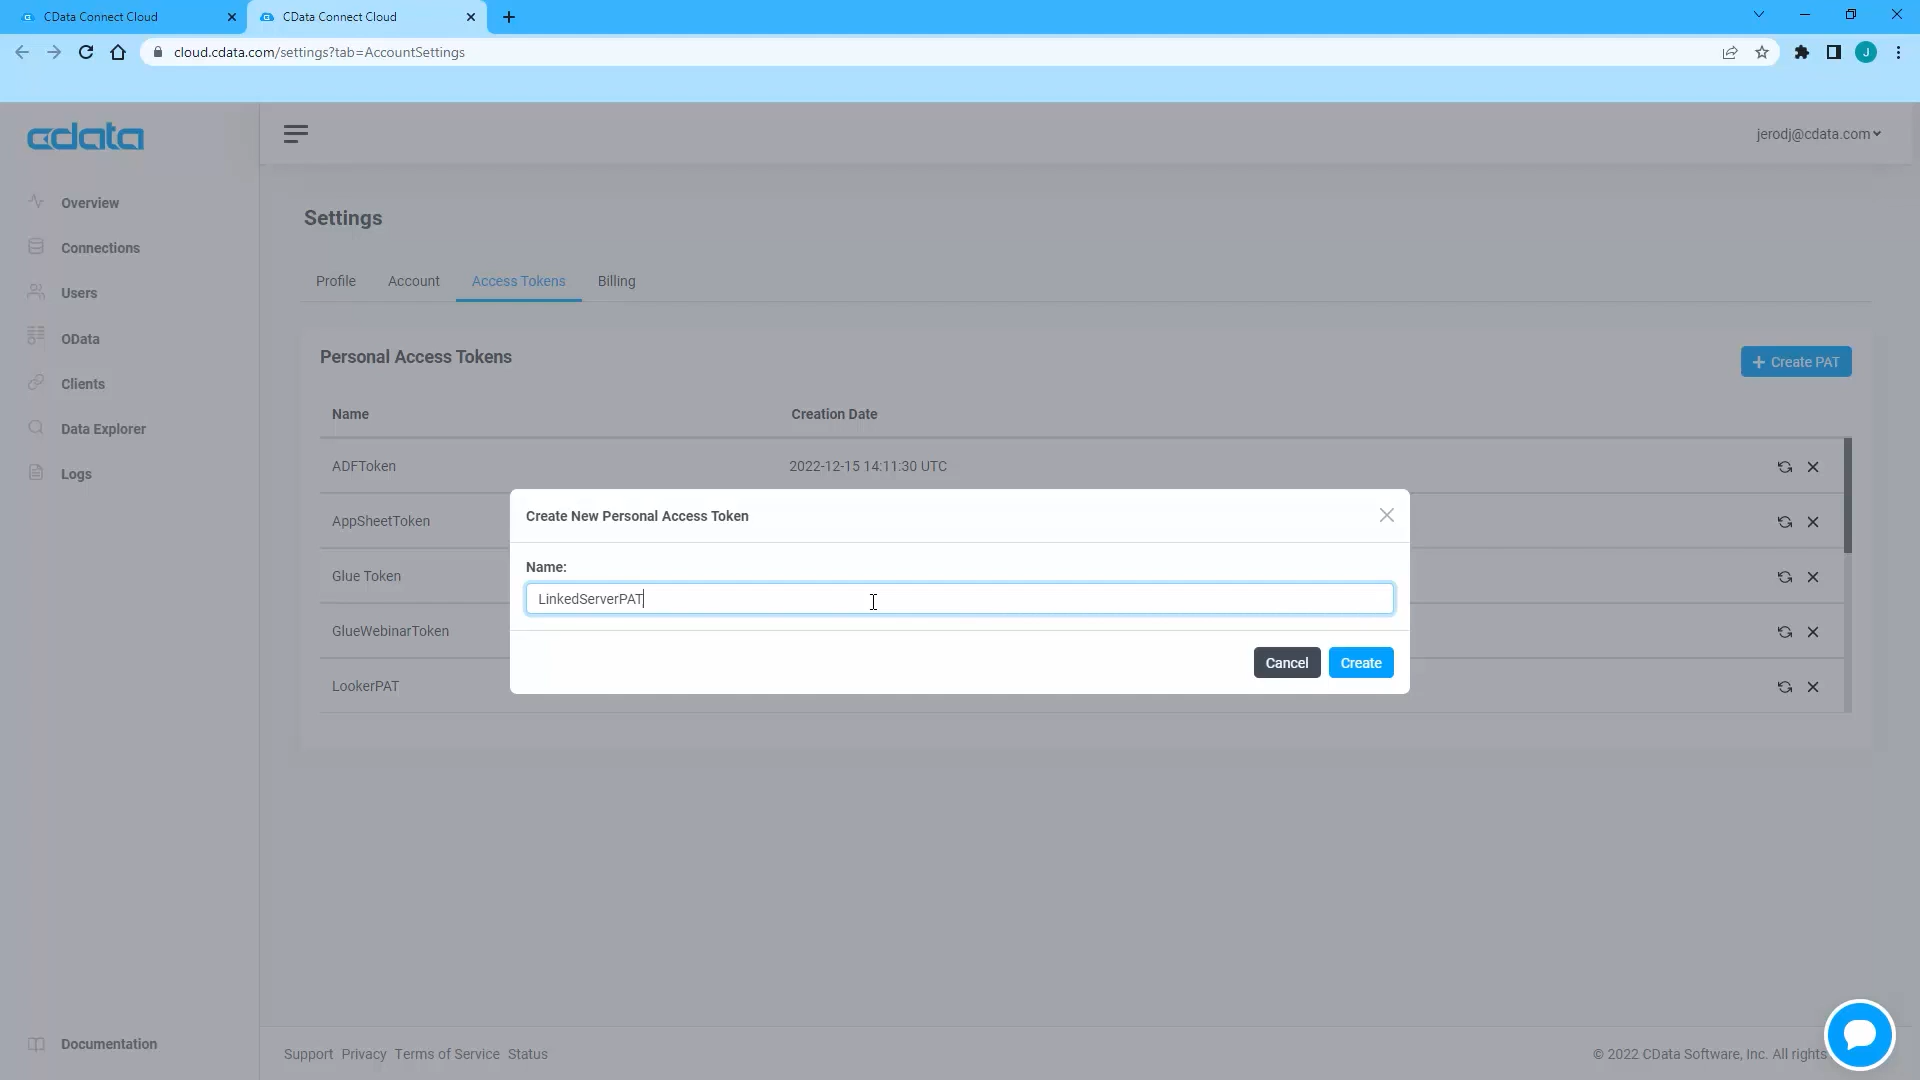 CData Connect Cloud
CData Connect Cloud
cloud.cdata.com/settings?tab=AccountSettings
J
cdata
jerodj@cdata.com
Overview
Connections
Users
OData
Clients
Data Explorer
Logs
Documentation
Settings
Profile Account Access Tokens Billing
Personal Access Tokens
+ Create PAT
Name Creation Date
ADFToken 2022-12-15 14:11:30 UTC
AppSheetToken
Glue Token
GlueWebinarToken
LookerPAT
Create New Personal Access Token
Name:
LinkedServerPAT
Cancel Create
Support Privacy Terms of Service Status
© 2022 CData Software, Inc. All rights